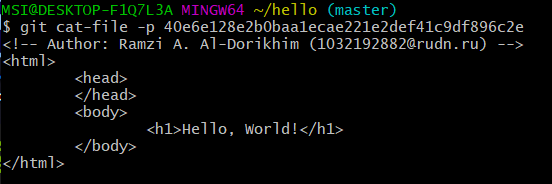 MSI@DESKTOP-F1Q7L3A MINGW64 ~/hello (master)
$ git cat-file -p 40e6e128e2b0baa1ecae221e2def41c9df896c2e
<!-- Author: Ramzi A. Al-Dorikhim (1032192882@rudn.ru) -->
<html>
        <head>
        </head>
        <body>
                <h1>Hello, World!</h1>
        </body>
</html>